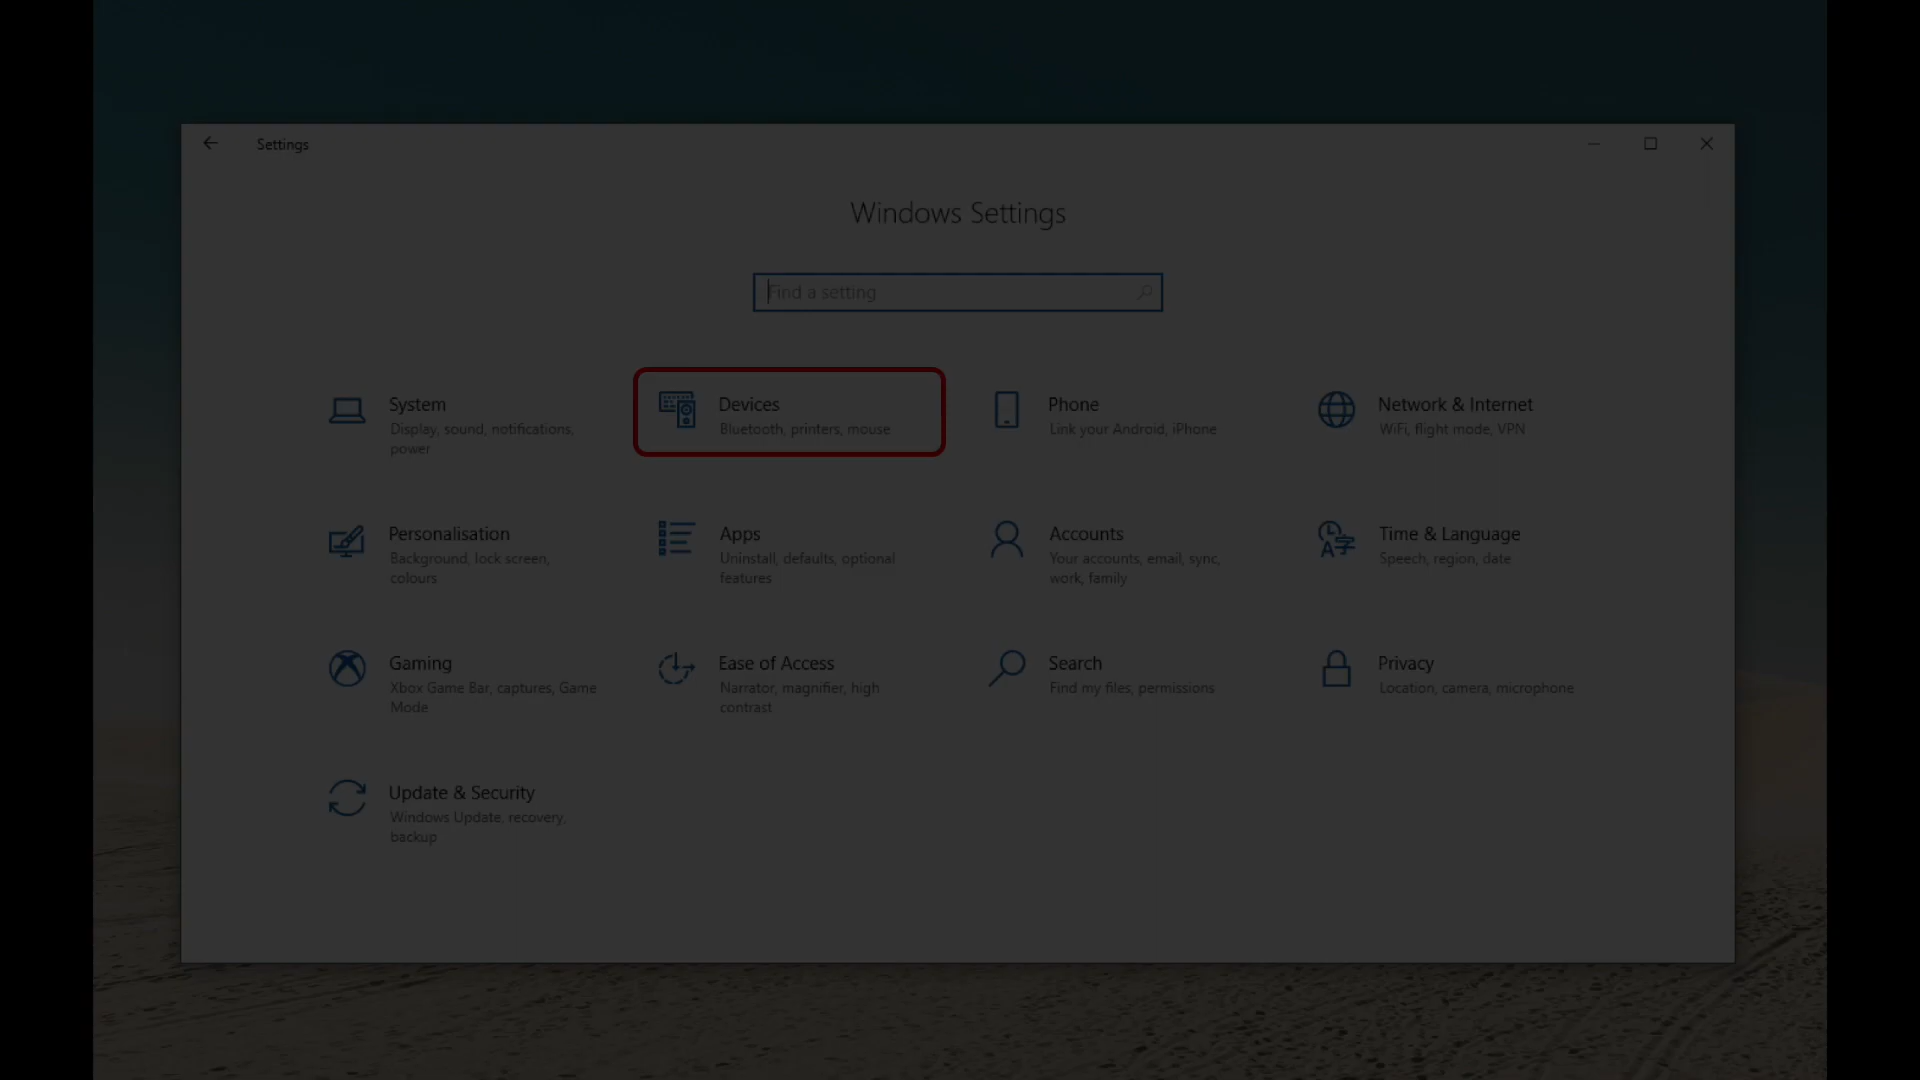 Settings
Windows Settings
Find a setting
System
Display, sound, notifications,
power
Devices
Bluetooth, printers, mouse
Phone
Link your Android, iPhone
Network & Internet
WiFi, flight mode, VPN
Personalisation
Background, lock screen,
colours
Apps
Uninstall, defaults, optional
features
Accounts
Your accounts, email, sync,
work, family
Time & Language
Speech, region, date
Gaming
Xbox Game Bar, captures, Game
Mode
Ease of Access
Narrator, magnifier, high
contrast
Search
Find my files, permissions
Privacy
Location, camera, microphone
Update & Security
Windows Update, recovery,
backup